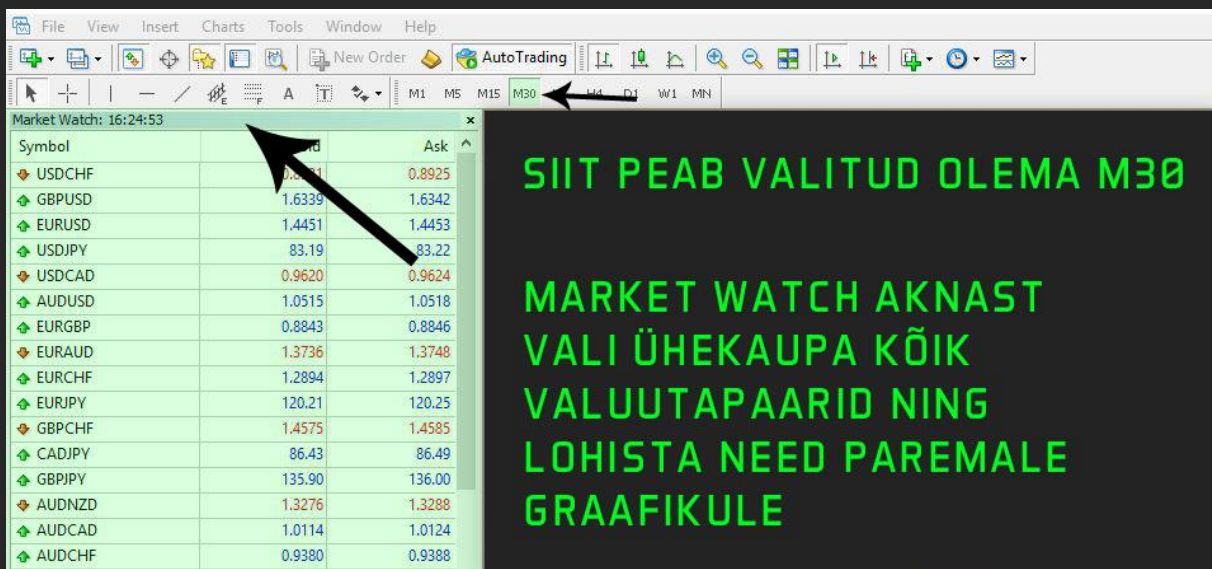 File View Insert Charts Tools Window Help
New Order AutoTrading
A T M1 M5 M15 M30 H4 D1 W1 MN
Market Watch: 16:24:53
Symbol Ask
USDCHF 0.8925
GBPUSD 1.6339 1.6342
EURUSD 1.4451 1.4453
USDJPY 83.19 83.22
USDCAD 0.9620 0.9624
AUDUSD 1.0515 1.0518
EURGBP 0.8843 0.8846
EURAUD 1.3736 1.3748
EURCHF 1.2894 1.2897
EURJPY 120.21 120.25
GBPCHF 1.4575 1.4585
CADJPY 86.43 86.49
GBPJPY 135.90 136.00
AUDNZD 1.3276 1.3288
AUDCAD 1.0114 1.0124
AUDCHF 0.9380 0.9388
SIIT PEAB VALITUD OLEMA M30
MARKET WATCH AKNAST
VALI ÜHEKAUPA KÕIK
VALUUTAPAARID NING
LOHISTA NEED PAREMALE
GRAAFIKULE